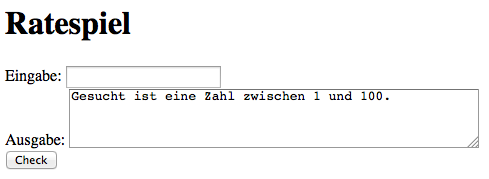 Ratespiel
Eingabe:
Gesucht ist eine Zahl zwischen 1 und 100.
Ausgabe:
Check